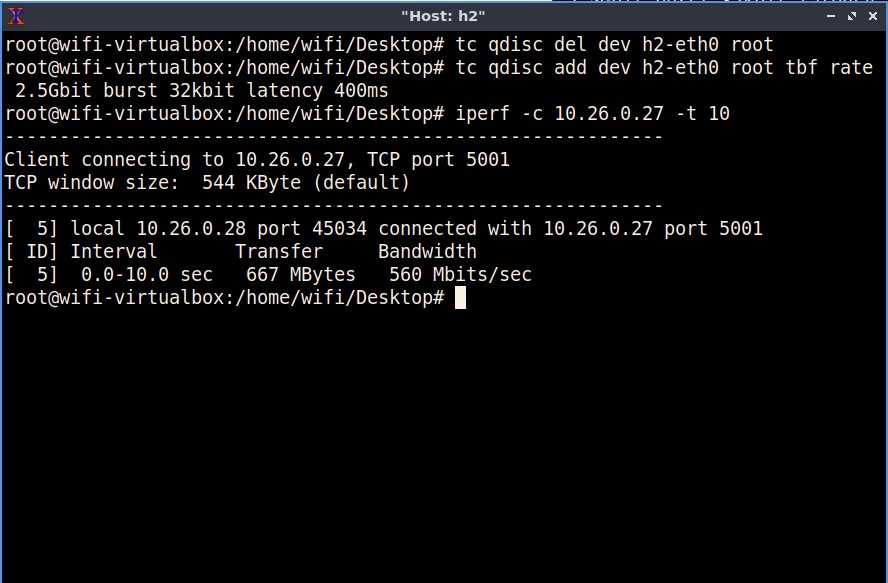 "Host: h2"
root@wifi-virtualbox:/home/wifi/Desktop# tc qdisc del dev h2-eth0 root
root@wifi-virtualbox:/home/wifi/Desktop# tc qdisc add dev h2-eth0 root tbf rate
 2.5Gbit burst 32kbit latency 400ms
root@wifi-virtualbox:/home/wifi/Desktop# iperf -c 10.26.0.27 -t 10
------------------------------------------------------------
Client connecting to 10.26.0.27, TCP port 5001
TCP window size:  544 KByte (default)
------------------------------------------------------------
[  5] local 10.26.0.28 port 45034 connected with 10.26.0.27 port 5001
[ ID] Interval       Transfer     Bandwidth
[  5]  0.0-10.0 sec   667 MBytes   560 Mbits/sec
root@wifi-virtualbox:/home/wifi/Desktop#